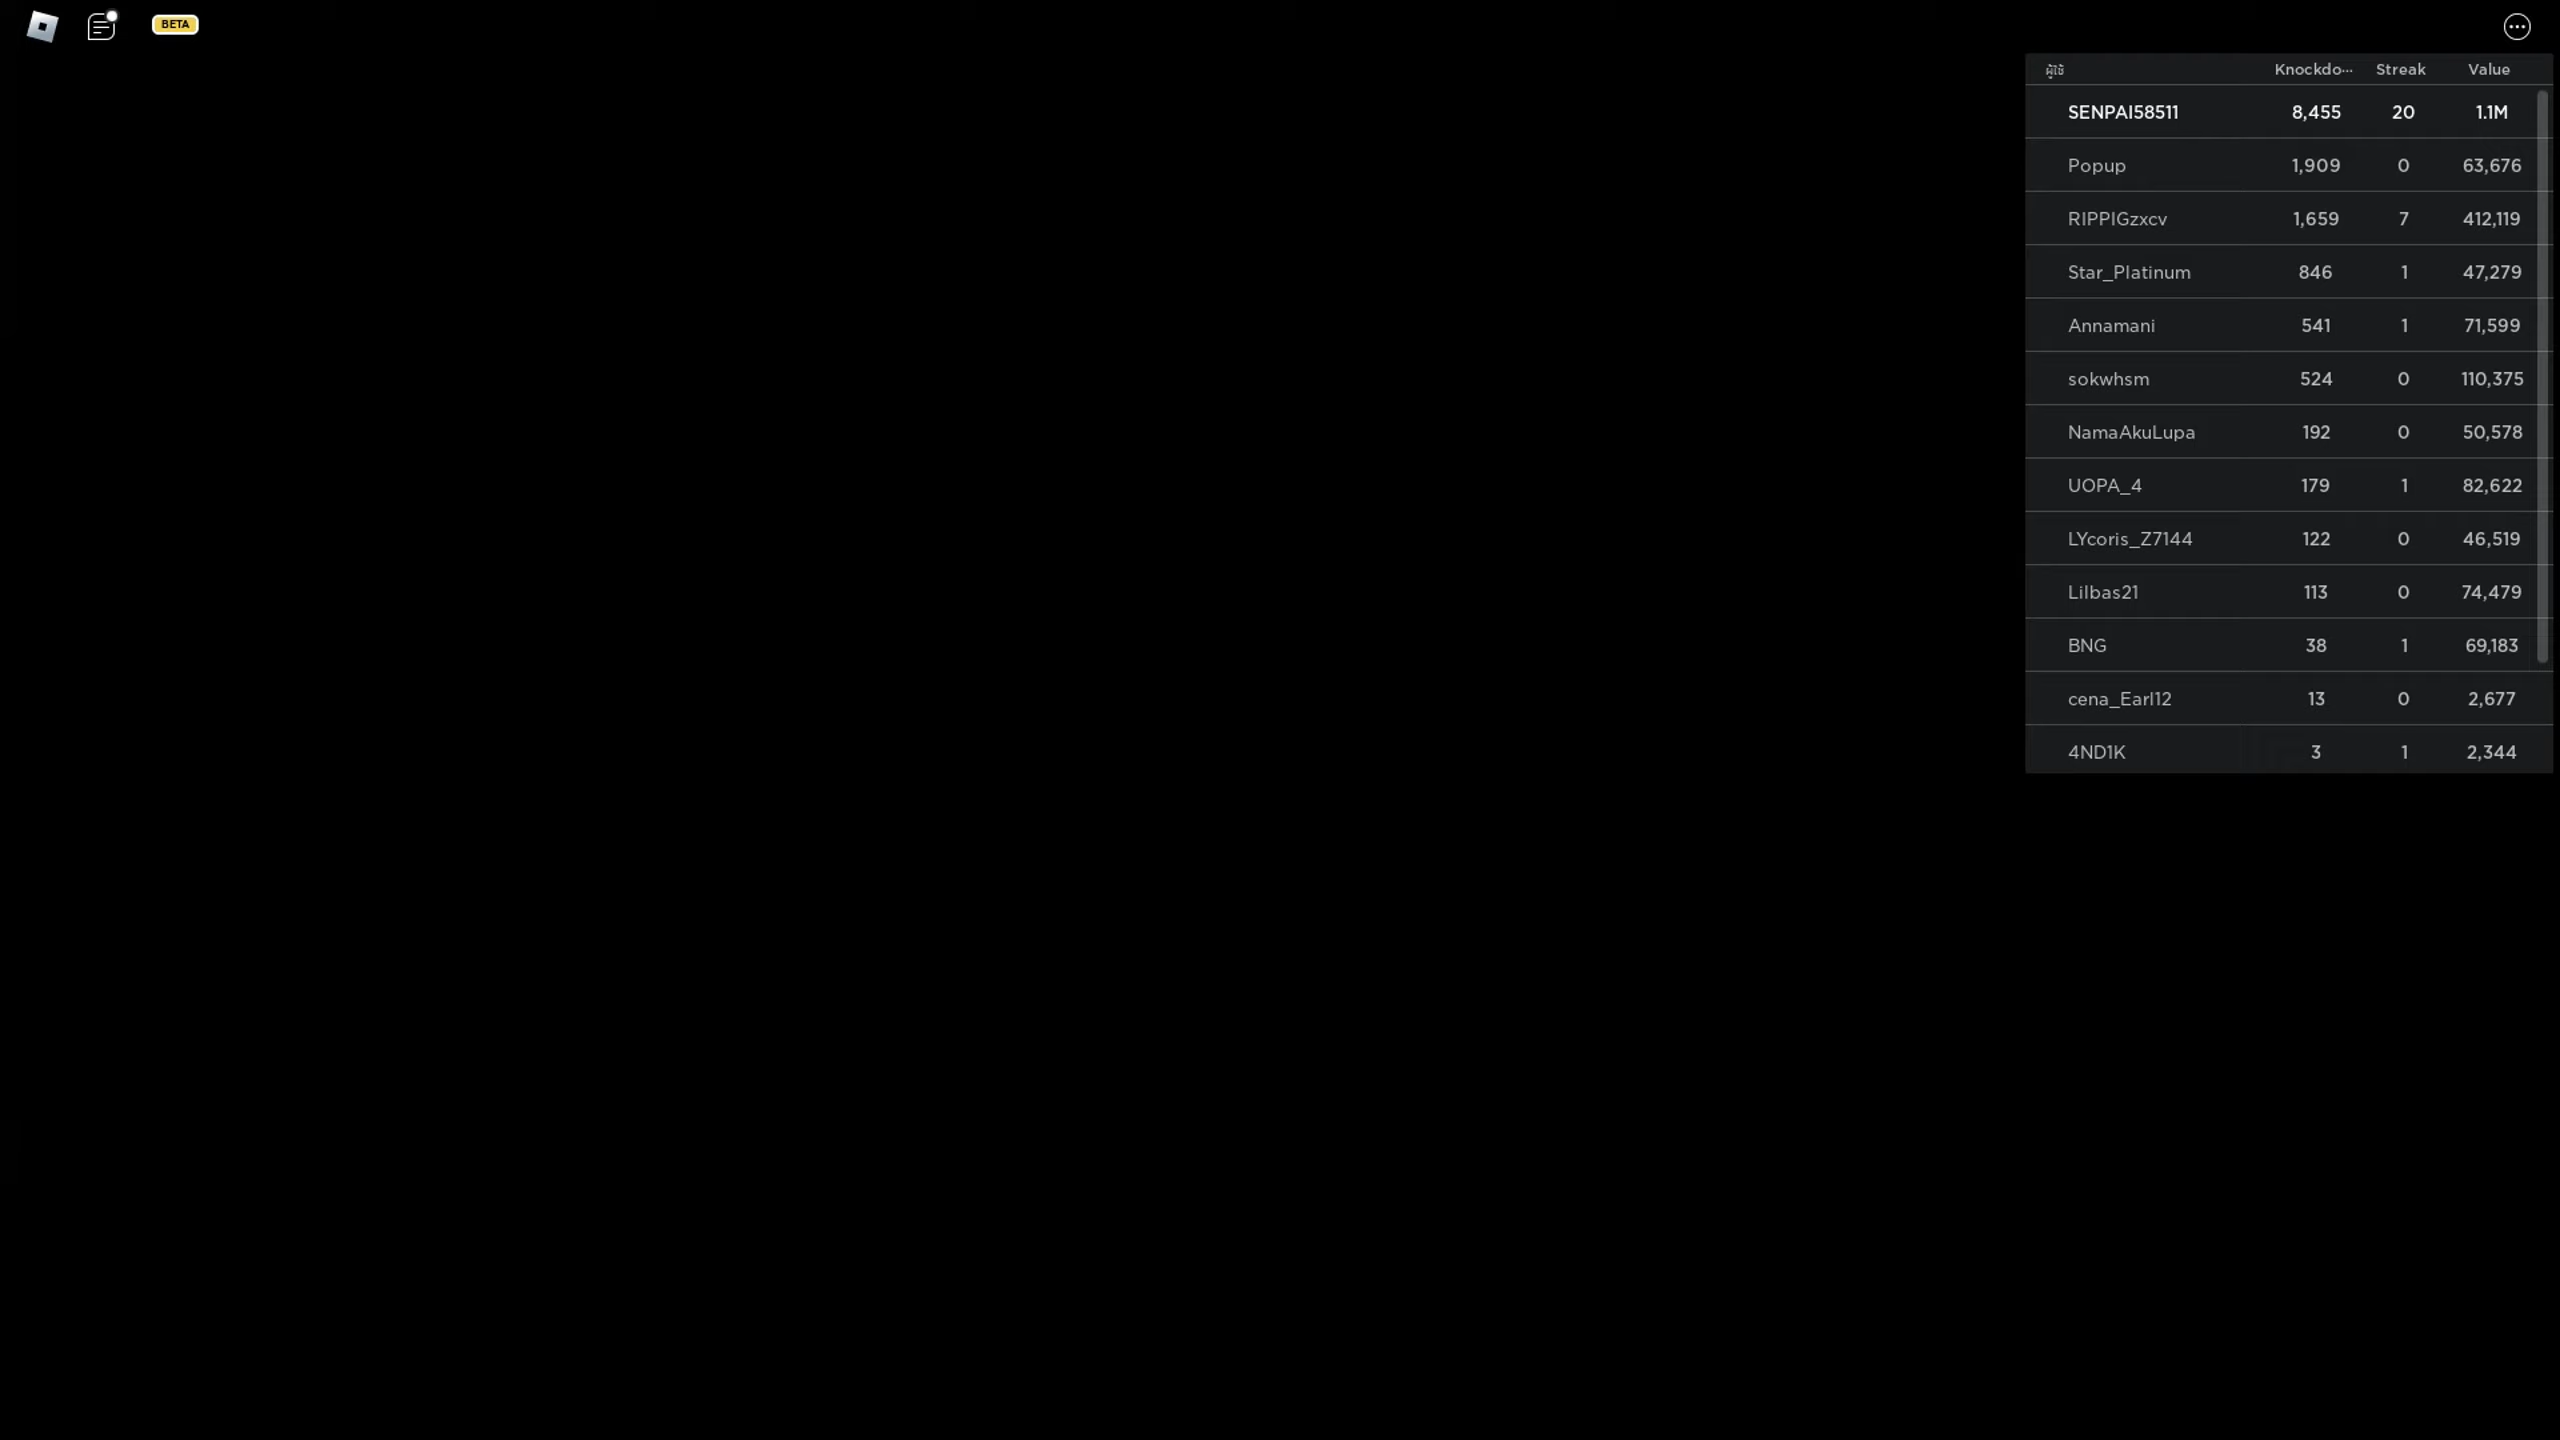 BETA
ผู้ใช้ Knockdo... Streak Value
SENPAI58511 8,455 20 1.1M
Popup 1,909 0 63,676
RIPPIGzxcv 1,659 7 412,119
Star_Platinum 846 1 47,279
Annamani 541 1 71,599
sokwhsm 524 0 110,375
NamaAkuLupa 192 0 50,578
UOPA_4 179 1 82,622
LYcoris_Z7144 122 0 46,519
Lilbas21 113 0 74,479
BNG 38 1 69,183
cena_Earl12 13 0 2,677
4ND1K 3 1 2,344